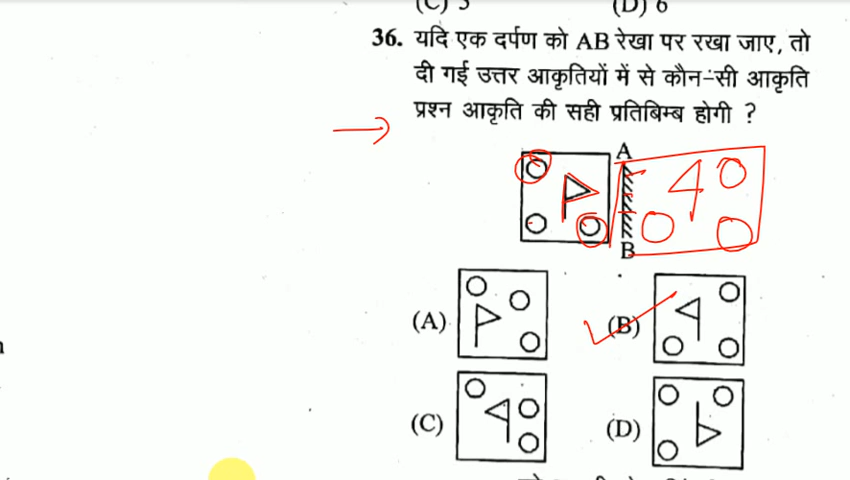 (C) 5 (D) 6
36. यदि एक दर्पण को AB रेखा पर रखा जाए, तो
दी गई उत्तर आकृतियों में से कौन-सी आकृति
प्रश्न आकृति की सही प्रतिबिम्ब होगी ?
A
B
(A) (B)
(C) (D)